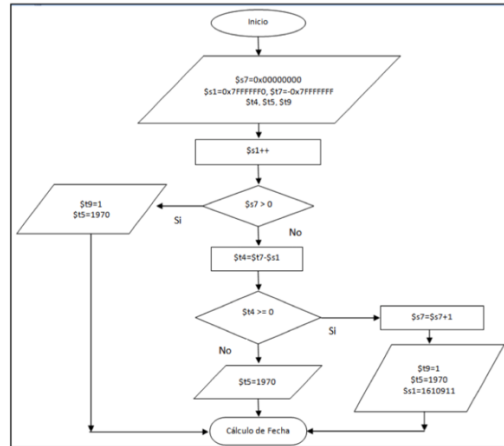 Inicio
$s7=0x00000000
$s1=0x7FFFFFF0, $t7=-0x7FFFFFFF
$t4, $t5, $t9
$s1++
$s7 > 0
$t9=1
$t5=1970
Si
No
$t4=$t7-$s1
$t4 >= 0
Si
$s7=$s7+1
No
$t5=1970
$t9=1
$t5=1970
$s1=1610911
Cálculo de Fecha